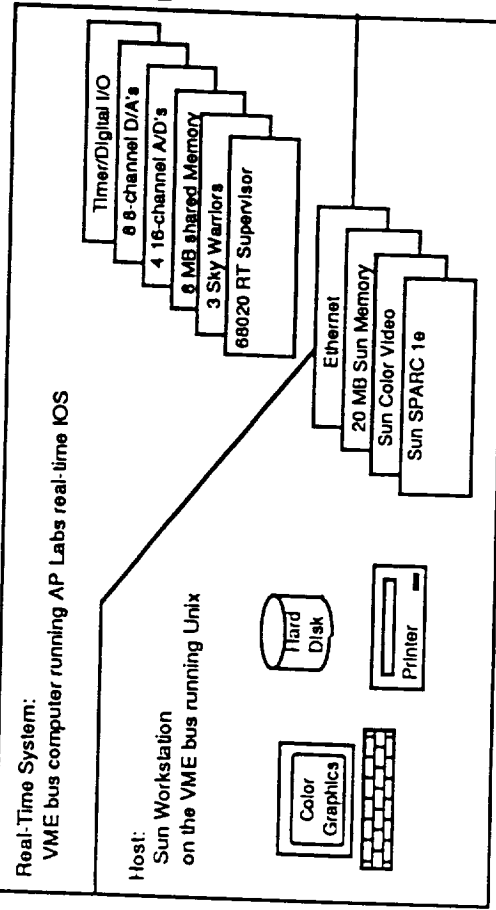 Real-Time System:
VME bus computer running AP Labs real-time IOS
Timer/Digital I/O
8 8-channel D/A's
4 16-channel A/D's
6 MB shared Memory
3 Sky Warriors
68020 RT Supervisor
Host:
Sun Workstation
on the VME bus running Unix
Ethernet
20 MB Sun Memory
Sun Color Video
Sun SPARC 1e
Hard
Disk
Color
Graphics
Printer